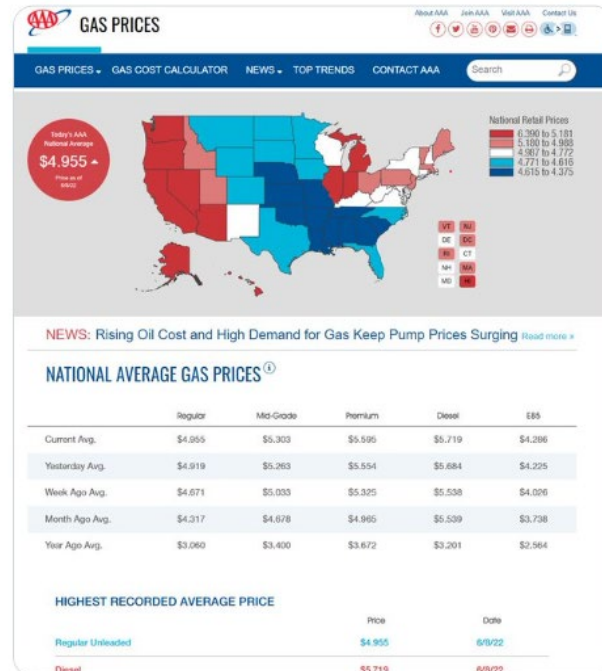 About AAA Join AAA Visit AAA Contact Us
AAA GAS PRICES
GAS PRICES GAS COST CALCULATOR NEWS TOP TRENDS CONTACT AAA Search
Today's AAA
National Average
$4.955
Price as of
6/8/22
National Retail Prices
6.390 to 5.181
5.180 to 4.988
4.987 to 4.772
4.771 to 4.616
4.615 to 4.375
VT NJ
DE DC
RI CT
NH MA
MD HI
NEWS: Rising Oil Cost and High Demand for Gas Keep Pump Prices Surging Read more »
NATIONAL AVERAGE GAS PRICES
Regular Mid-Grade Premium Diesel E85
Current Avg. $4.955 $5.303 $5.595 $5.719 $4.286
Yesterday Avg. $4.919 $5.263 $5.554 $5.684 $4.225
Week Ago Avg. $4.671 $5.033 $5.325 $5.538 $4.026
Month Ago Avg. $4.317 $4.678 $4.965 $5.539 $3.738
Year Ago Avg. $3.060 $3.400 $3.672 $3.201 $2.564
HIGHEST RECORDED AVERAGE PRICE
Price Date
Regular Unleaded $4.955 6/8/22
Diesel $5.719 6/8/22